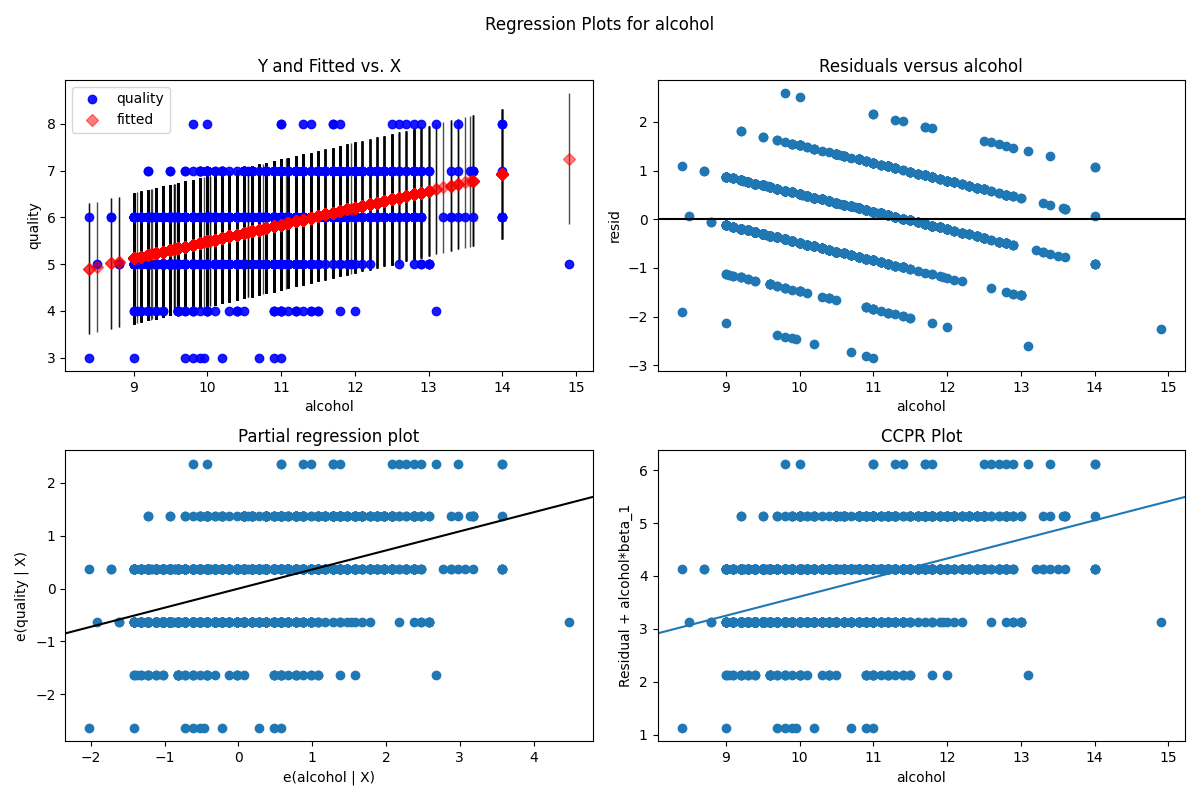 Regression Plots for alcohol
Y and Fitted vs. X
quality
fitted
8
7
6
5
4
3
quality
9 10 11 12 13 14 15
alcohol
Residuals versus alcohol
2
1
0
−1
−2
−3
resid
9 10 11 12 13 14 15
alcohol
Partial regression plot
2
1
0
−1
−2
e(quality | X)
−2 −1 0 1 2 3 4
e(alcohol | X)
CCPR Plot
6
5
4
3
2
1
Residual + alcohol*beta_1
9 10 11 12 13 14 15
alcohol